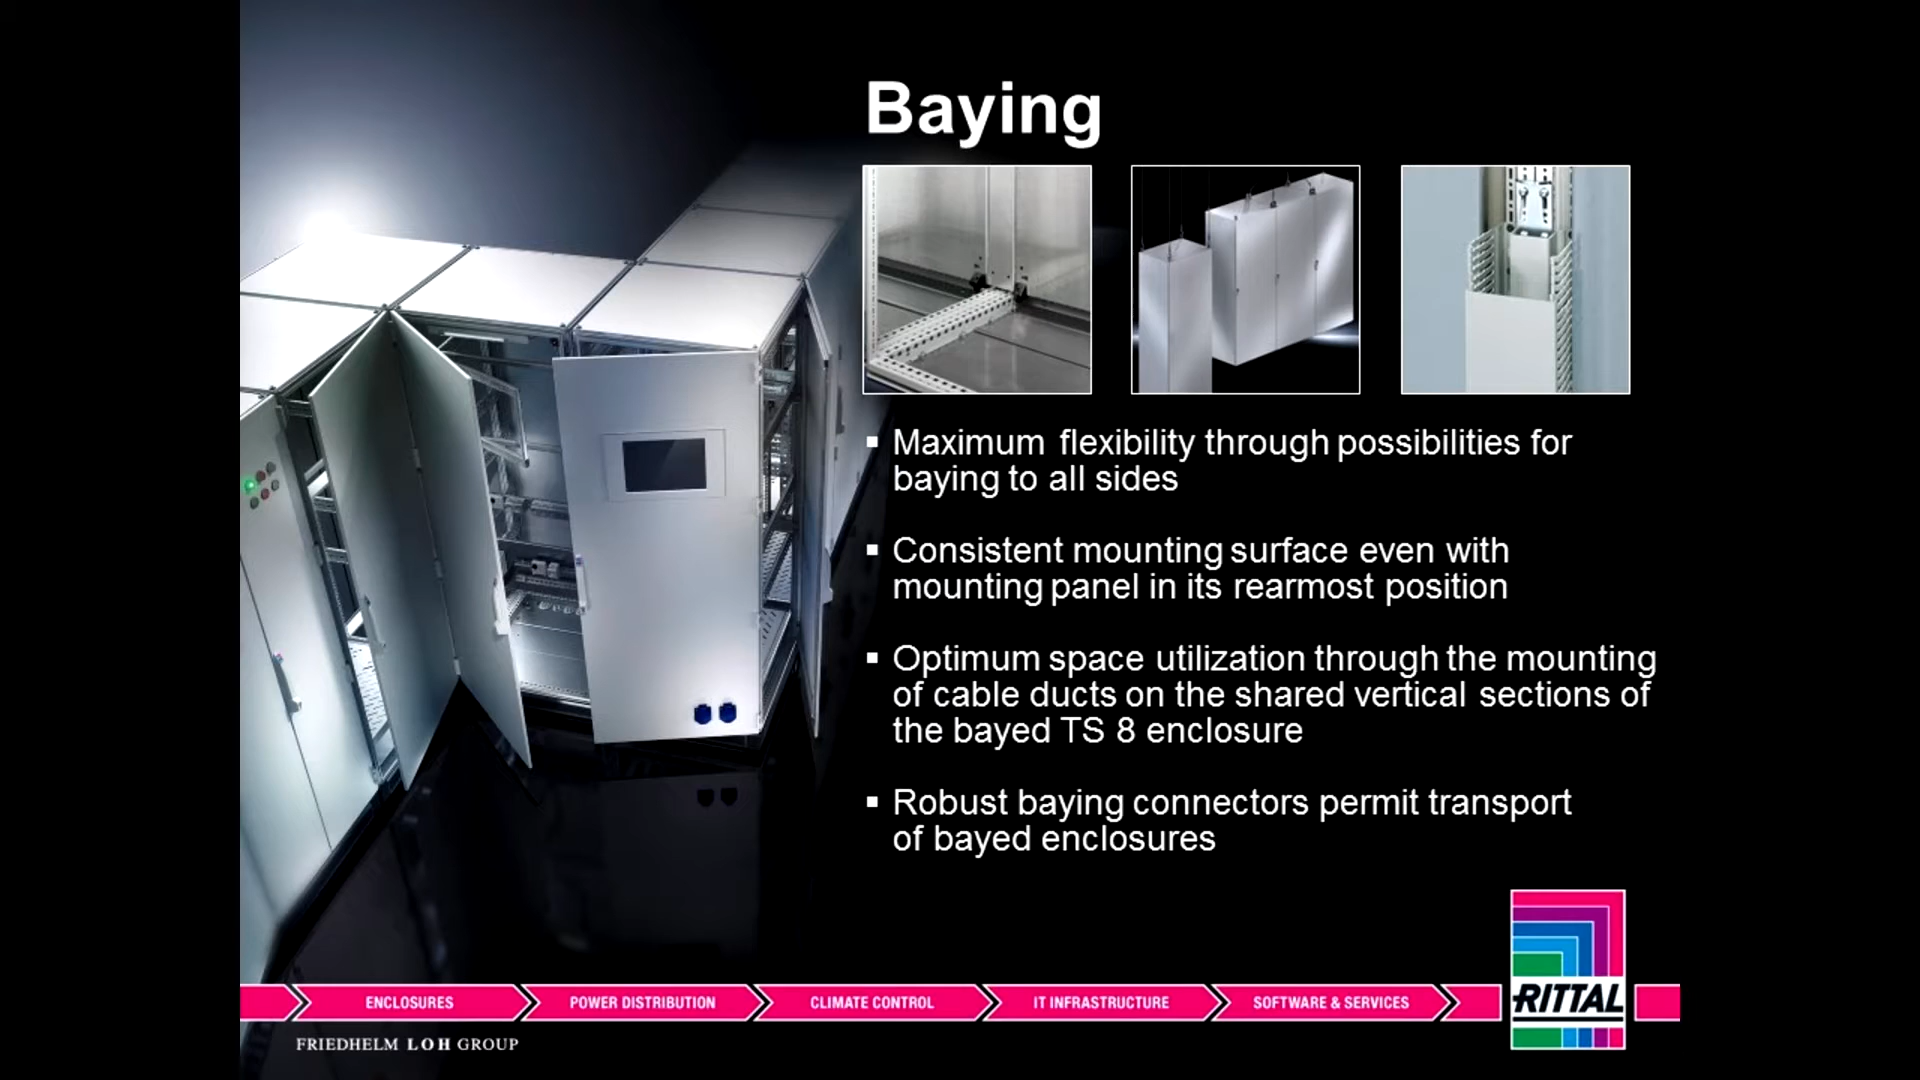 Baying
▪ Maximum flexibility through possibilities for
baying to all sides
▪ Consistent mounting surface even with
mounting panel in its rearmost position
▪ Optimum space utilization through the mounting
of cable ducts on the shared vertical sections of
the bayed TS 8 enclosure
▪ Robust baying connectors permit transport
of bayed enclosures
ENCLOSURES
POWER DISTRIBUTION
CLIMATE CONTROL
IT INFRASTRUCTURE
SOFTWARE & SERVICES
RITTAL
FRIEDHELM LOH GROUP